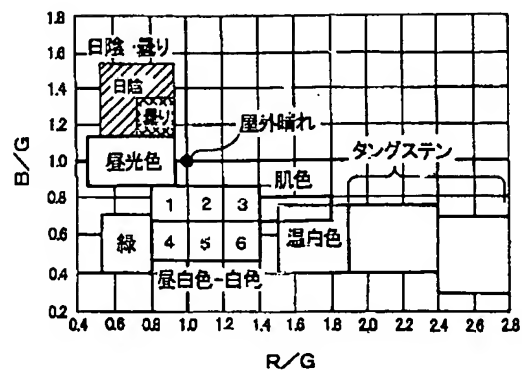 B/G
1.8
1.6
1.4
1.2
1.0
0.8
0.6
0.4
0.2
日陰・曇り
日陰
曇り
屋外晴れ
昼光色
タングステン
肌色
1 2 3
緑
4 5 6
温白色
昼白色-白色
0.4 0.6 0.8 1.0 1.2 1.4 1.6 1.8 2.0 2.2 2.4 2.6 2.8
R/G